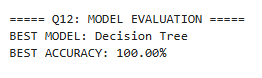 ===== Q12: MODEL EVALUATION =====
BEST MODEL: Decision Tree
BEST ACCURACY: 100.00%